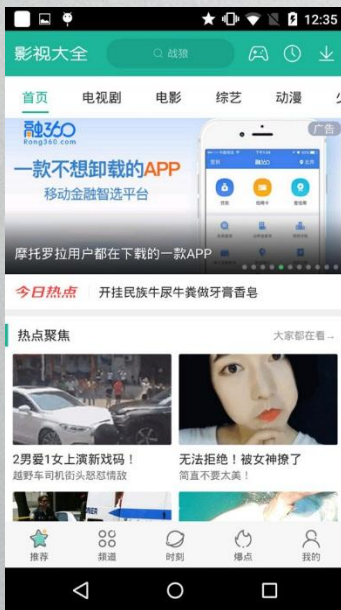 12:35
影视大全
战狼
首页 电视剧 电影 综艺 动漫
广告
融360
Rong360.com
一款不想卸载的APP
移动金融智选平台
融360
摩托罗拉用户都在下载的一款APP
今日热点 开挂民族牛尿牛粪做牙膏香皂
热点聚焦 大家都在看
2男爱1女上演新戏码！
越野车司机街头怒怼情敌
无法拒绝！被女神撩了
简直不要太美！
推荐 频道 时刻 爆点 我的